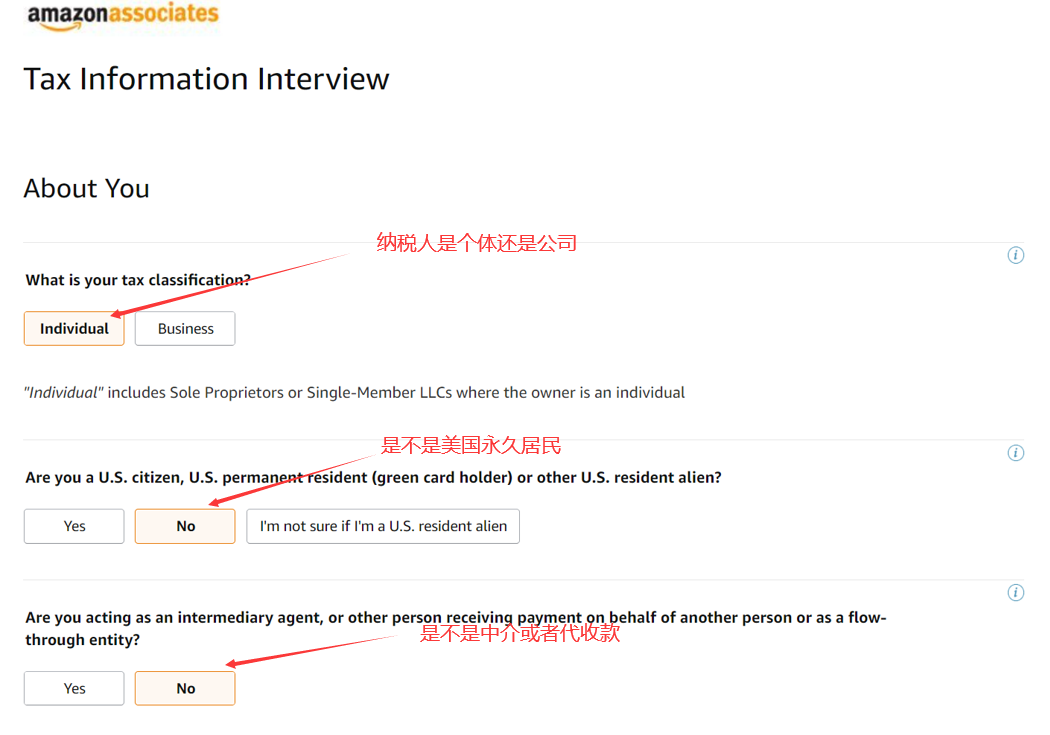 amazonassociates
Tax Information Interview
About You
纳税人是个体还是公司
What is your tax classification?
Individual
Business
"Individual" includes Sole Proprietors or Single-Member LLCs where the owner is an individual
是不是美国永久居民
Are you a U.S. citizen, U.S. permanent resident (green card holder) or other U.S. resident alien?
Yes
No
I'm not sure if I'm a U.S. resident alien
Are you acting as an intermediary agent, or other person receiving payment on behalf of another person or as a flow-
through entity?
是不是中介或者代收款
Yes
No